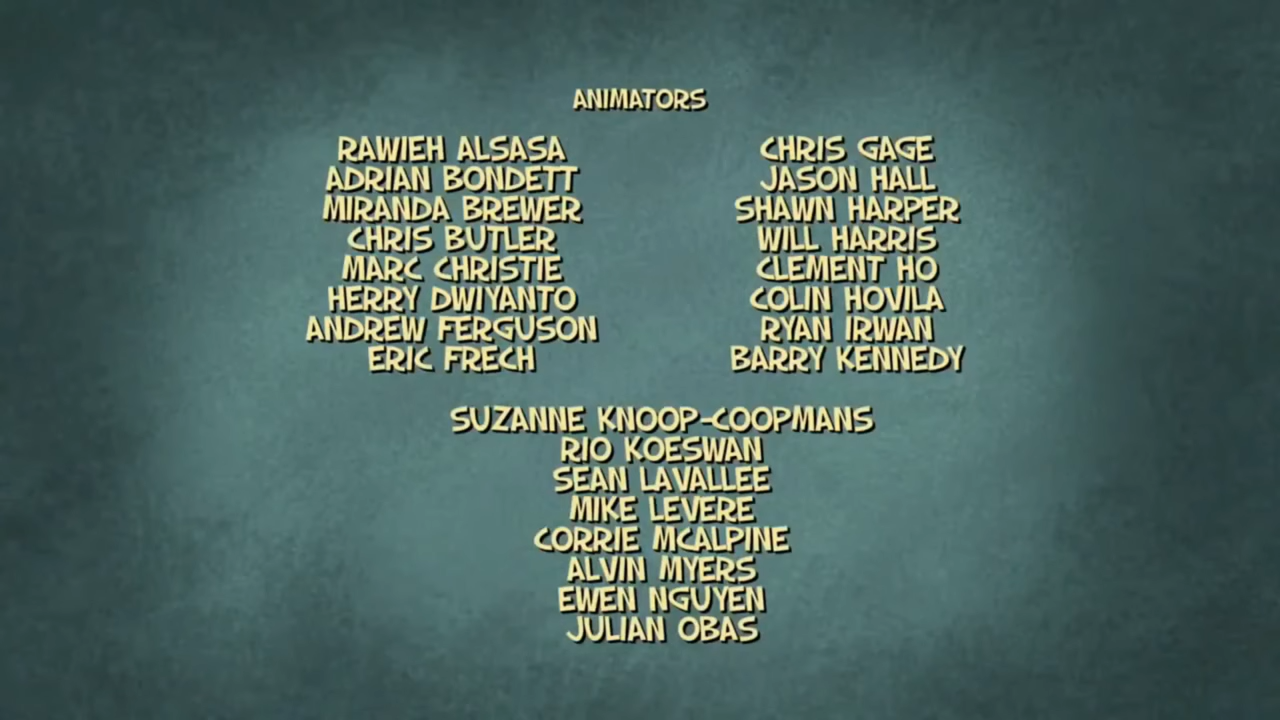 ANIMATORS
RAWIEH ALSASA
ADRIAN BONDETT
MIRANDA BREWER
CHRIS BUTLER
MARC CHRISTIE
HERRY DWIYANTO
ANDREW FERGUSON
ERIC FRECH
CHRIS GAGE
JASON HALL
SHAWN HARPER
WILL HARRIS
CLEMENT HO
COLIN HOVILA
RYAN IRWAN
BARRY KENNEDY
SUZANNE KNOOP-COOPMANS
RIO KOESWAN
SEAN LAVALLEE
MIKE LEVERE
CORRIE MCALPINE
ALVIN MYERS
EWEN NGUYEN
JULIAN OBAS